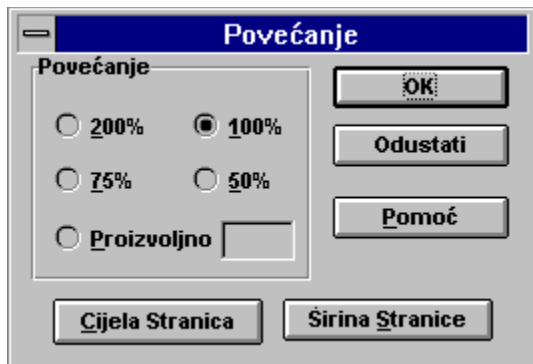 Povećanje
Povećanje
OK
200% 100%
Odustati
75% 50%
Pomoć
Proizvoljno
Cijela Stranica Širina Stranice